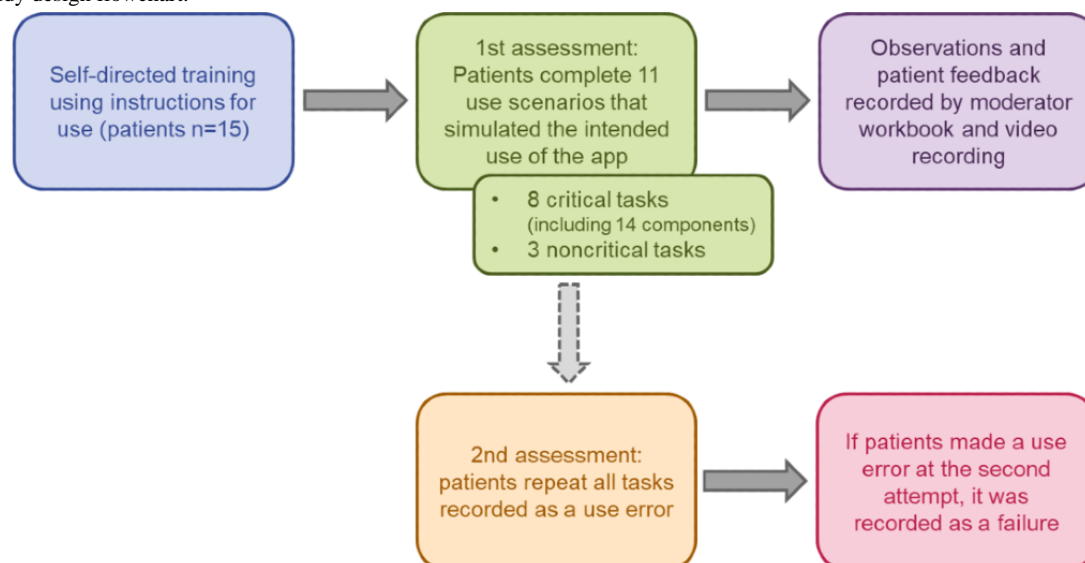 Self-directed training
using instructions for
use (patients n=15)
1st assessment:
Patients complete 11
use scenarios that
simulated the intended
use of the app
Observations and
patient feedback
recorded by moderator
workbook and video
recording
• 8 critical tasks
(including 14 components)
• 3 noncritical tasks
2nd assessment:
patients repeat all tasks
recorded as a use error
If patients made a use
error at the second
attempt, it was
recorded as a failure